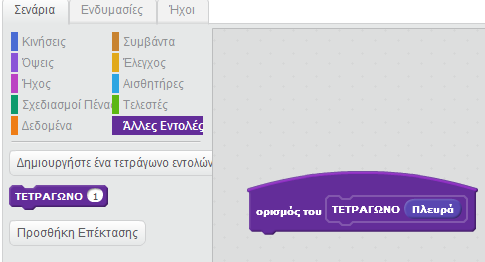 Σενάρια Ενδυμασίες Ήχοι
Κινήσεις Συμβάντα
Όψεις Έλεγχος
Ήχος Αισθητήρες
Σχεδιασμοί Πένας Τελεστές
Δεδομένα Άλλες Εντολές
Δημιουργήστε ένα τετράγωνο εντολών
ΤΕΤΡΑΓΩΝΟ 1
Προσθήκη Επέκτασης
ορισμός του ΤΕΤΡΑΓΩΝΟ Πλευρά